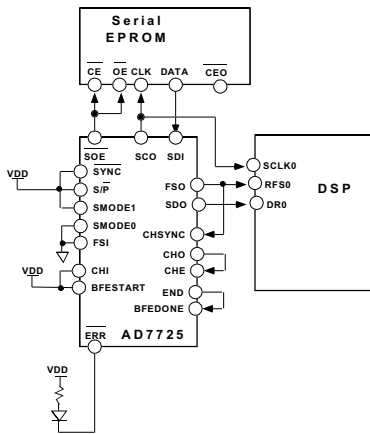 Serial
EPROM
CE OE CLK DATA CEO
SOE SCO SDI
SYNC
VDD
S/P
SMODE1
SMODE0
FSI
VDD
CHI
BFESTART
ERR
FSO
SDO
CHSYNC
CHO
CHE
END
BFEDONE
AD7725
SCLK0
RFS0
DR0
DSP
VDD